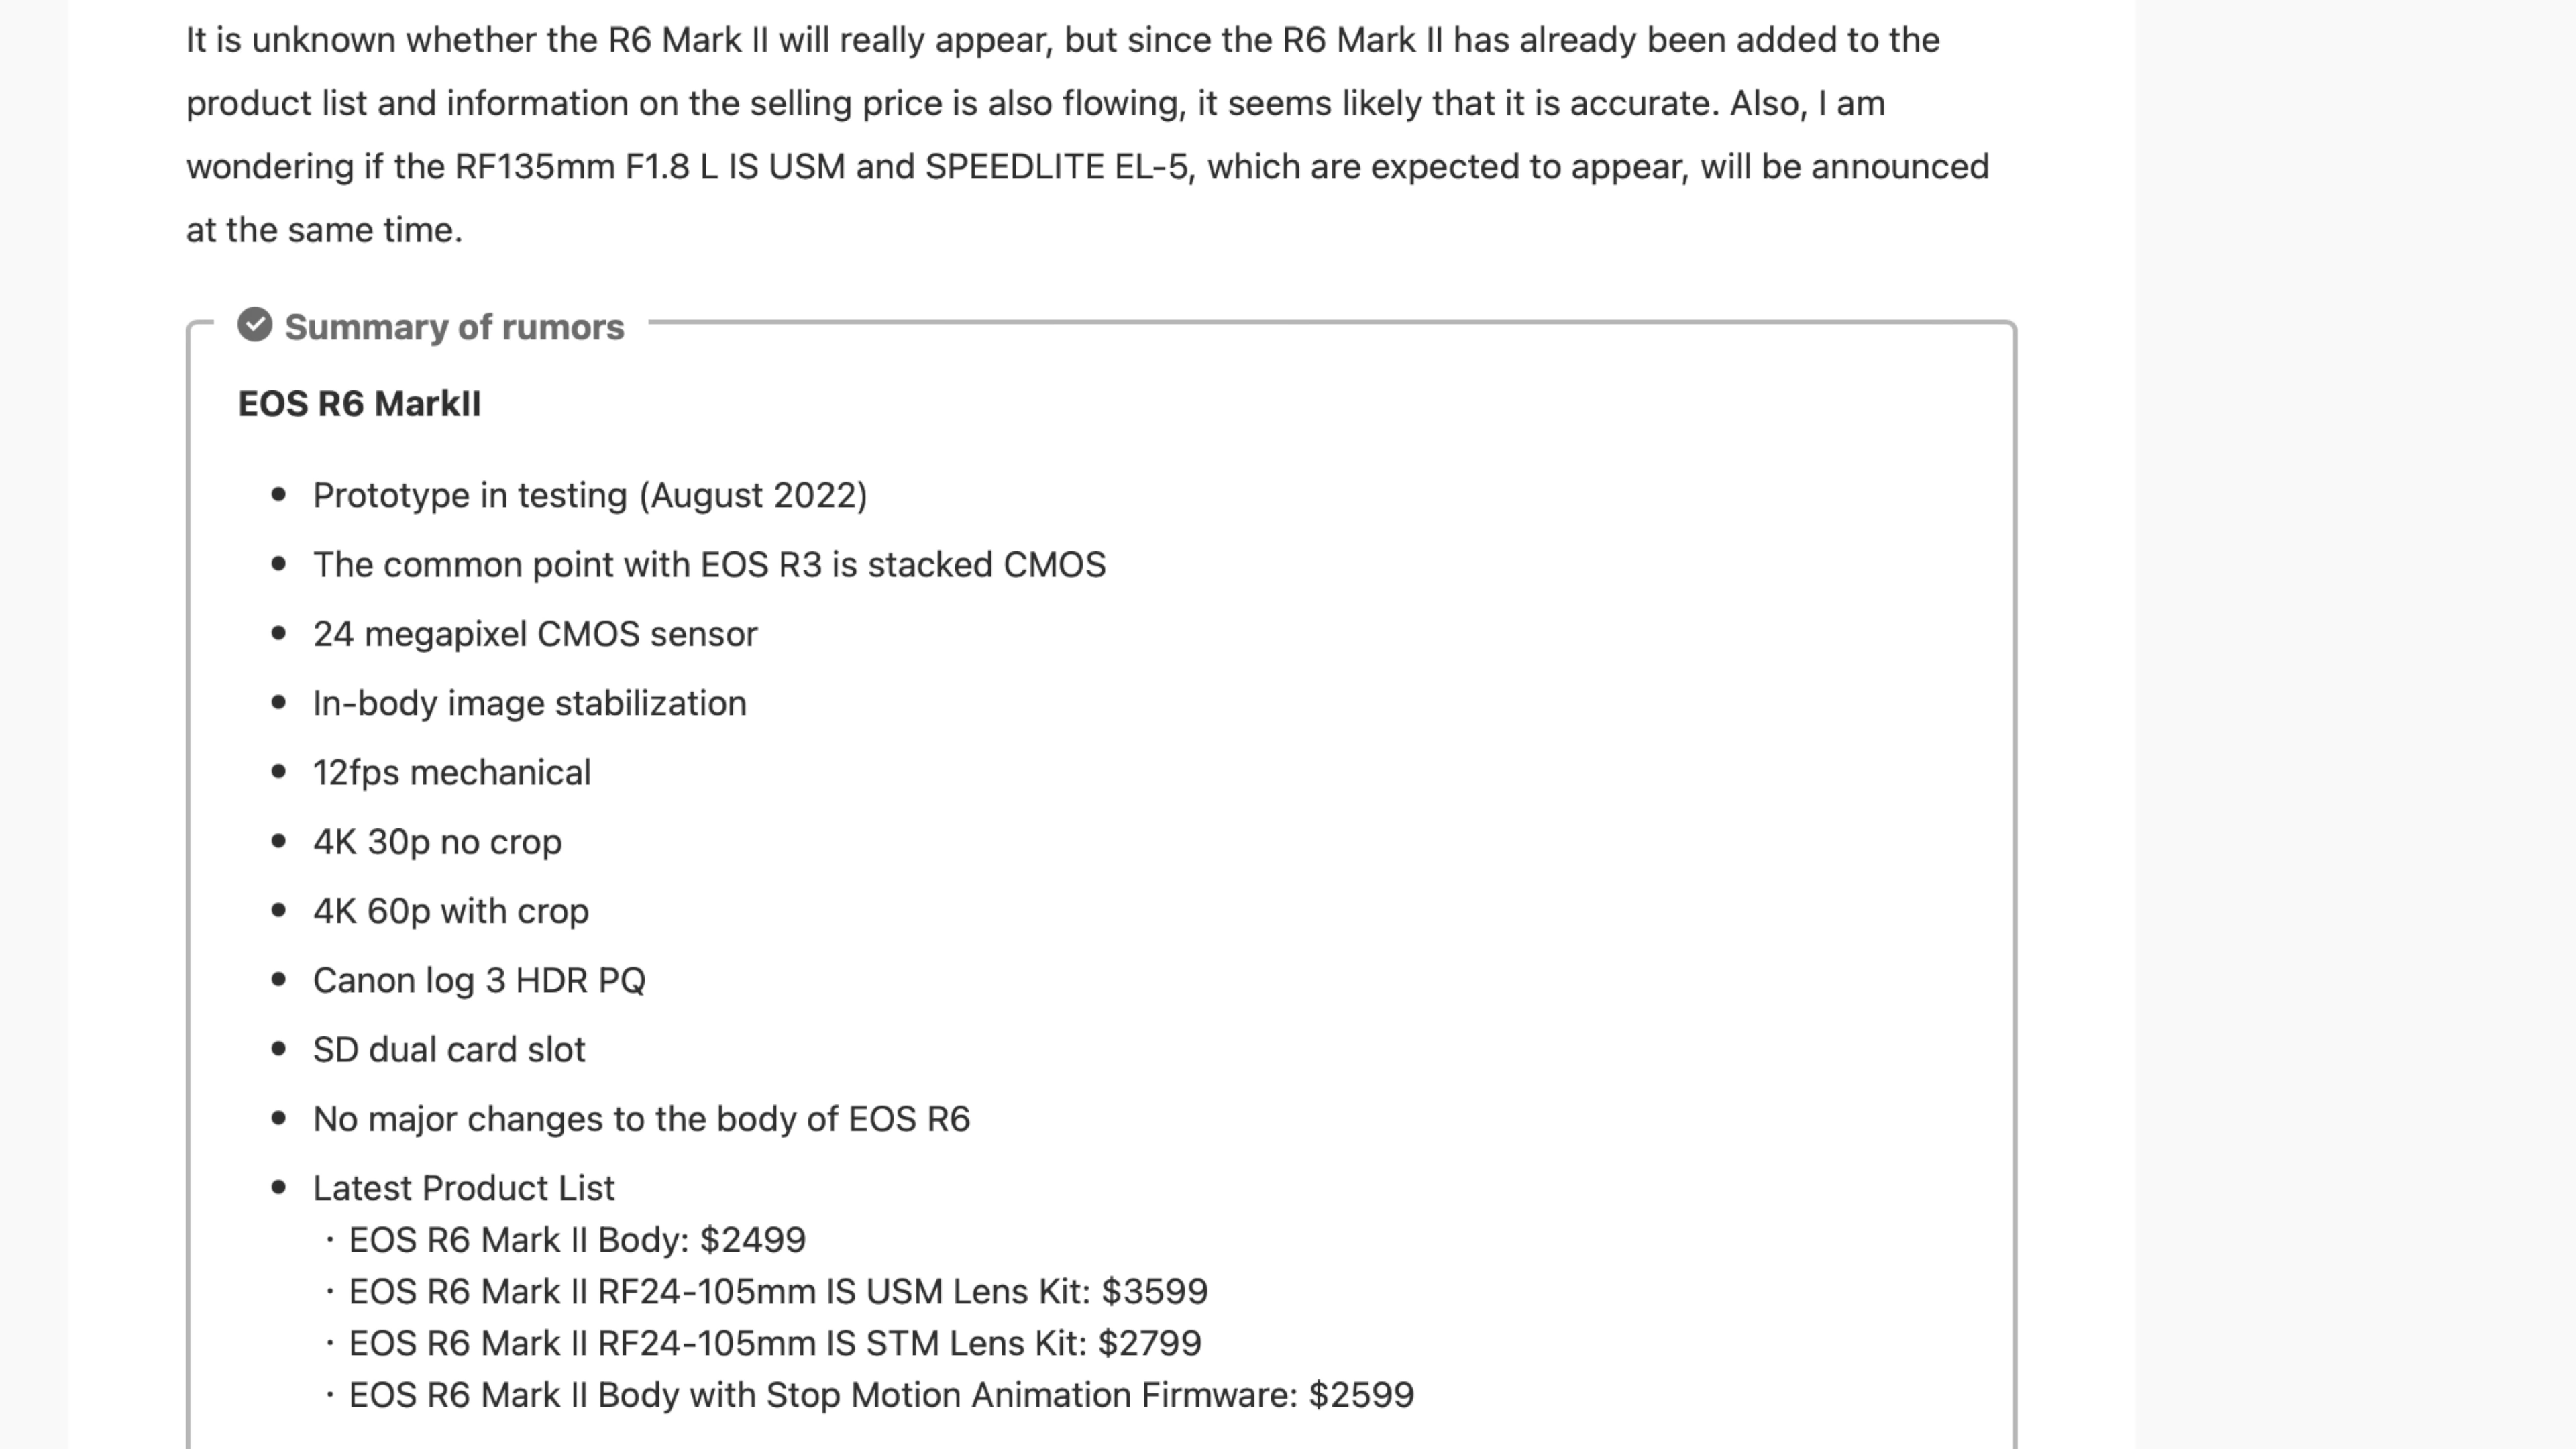 It is unknown whether the R6 Mark II will really appear, but since the R6 Mark II has already been added to the
product list and information on the selling price is also flowing, it seems likely that it is accurate. Also, I am
wondering if the RF135mm F1.8 L IS USM and SPEEDLITE EL-5, which are expected to appear, will be announced
at the same time.
Summary of rumors
EOS R6 MarkII
• Prototype in testing (August 2022)
• The common point with EOS R3 is stacked CMOS
• 24 megapixel CMOS sensor
• In-body image stabilization
• 12fps mechanical
• 4K 30p no crop
• 4K 60p with crop
• Canon log 3 HDR PQ
• SD dual card slot
• No major changes to the body of EOS R6
• Latest Product List
・EOS R6 Mark II Body: $2499
・EOS R6 Mark II RF24-105mm IS USM Lens Kit: $3599
・EOS R6 Mark II RF24-105mm IS STM Lens Kit: $2799
・EOS R6 Mark II Body with Stop Motion Animation Firmware: $2599